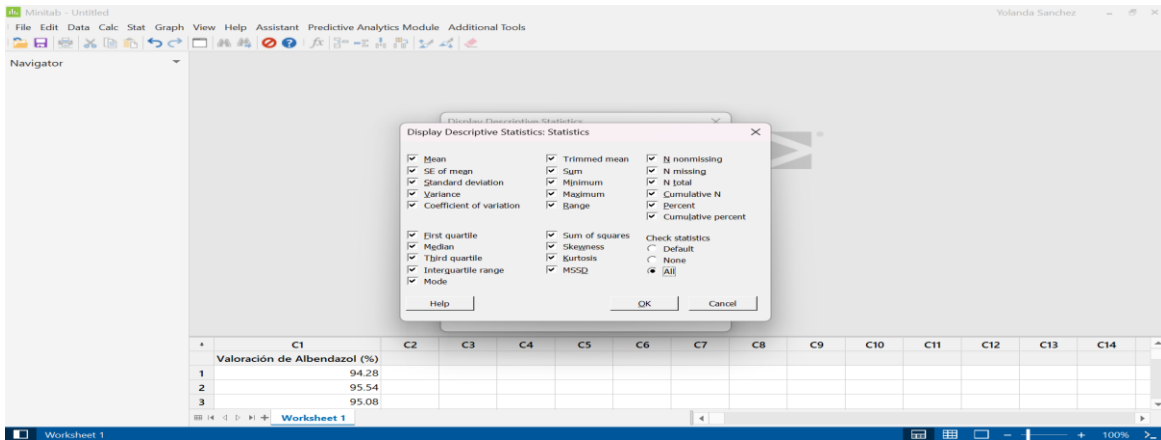 Minitab - Untitled
Yolanda Sanchez
File Edit Data Calc Stat Graph View Help Assistant Predictive Analytics Module Additional Tools
Navigator
Display Descriptive Statistics
Display Descriptive Statistics: Statistics
Mean
Trimmed mean
N nonmissing
SE of mean
Sum
N missing
Standard deviation
Minimum
N total
Variance
Maximum
Cumulative N
Coefficient of variation
Range
Percent
Cumulative percent
First quartile
Sum of squares
Check statistics
Median
Skewness
Default
Third quartile
Kurtosis
None
Interquartile range
MSSD
All
Mode
Help
OK
Cancel
C1 C2 C3 C4 C5 C6 C7 C8 C9 C10 C11 C12 C13 C14
Valoración de Albendazol (%)
1 94.28
2 95.54
3 95.08
Worksheet 1
Worksheet 1
100%